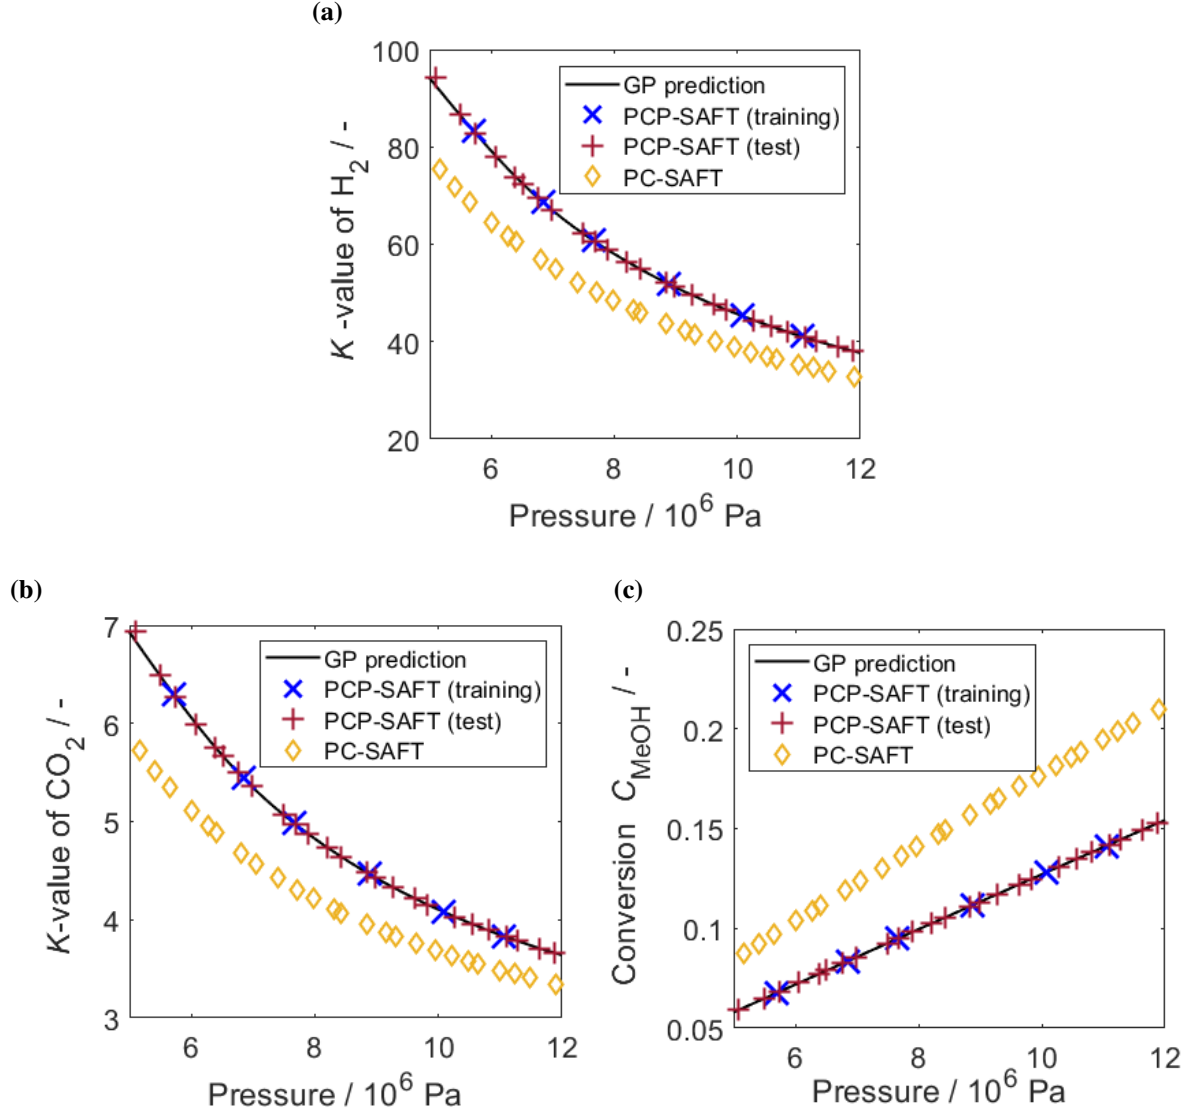 (a)
100
80
60
40
20
K -value of H2 / -
GP prediction
PCP-SAFT (training)
PCP-SAFT (test)
PC-SAFT
6 8 10 12
Pressure / 10^6 Pa
(b)
7
6
5
4
3
K-value of CO2 / -
GP prediction
PCP-SAFT (training)
PCP-SAFT (test)
PC-SAFT
6 8 10 12
Pressure / 10^6 Pa
(c)
0.25
0.2
0.15
0.1
0.05
Conversion C_MeOH / -
GP prediction
PCP-SAFT (training)
PCP-SAFT (test)
PC-SAFT
6 8 10 12
Pressure / 10^6 Pa